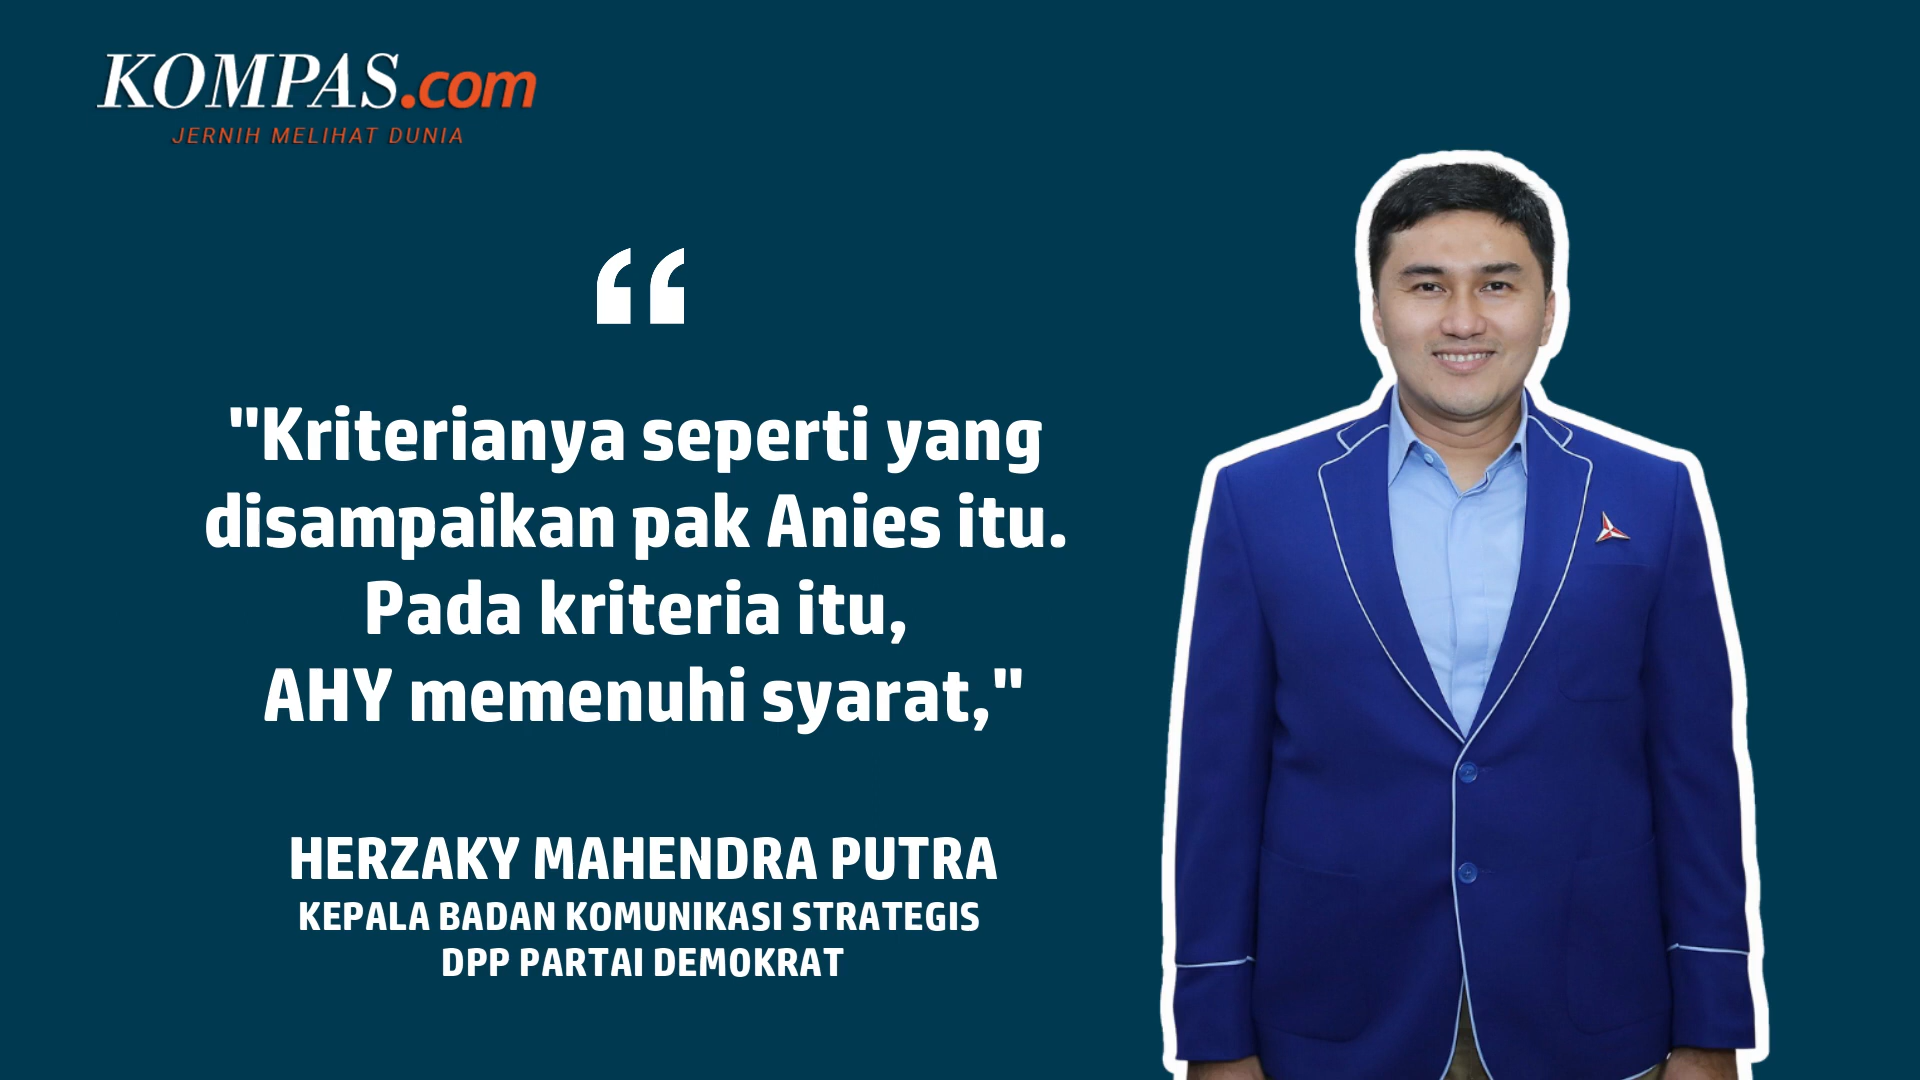 KOMPAS.com
JERNIH MELIHAT DUNIA
“
"Kriterianya seperti yang
disampaikan pak Anies itu.
Pada kriteria itu,
AHY memenuhi syarat,"
HERZAKY MAHENDRA PUTRA
KEPALA BADAN KOMUNIKASI STRATEGIS
DPP PARTAI DEMOKRAT